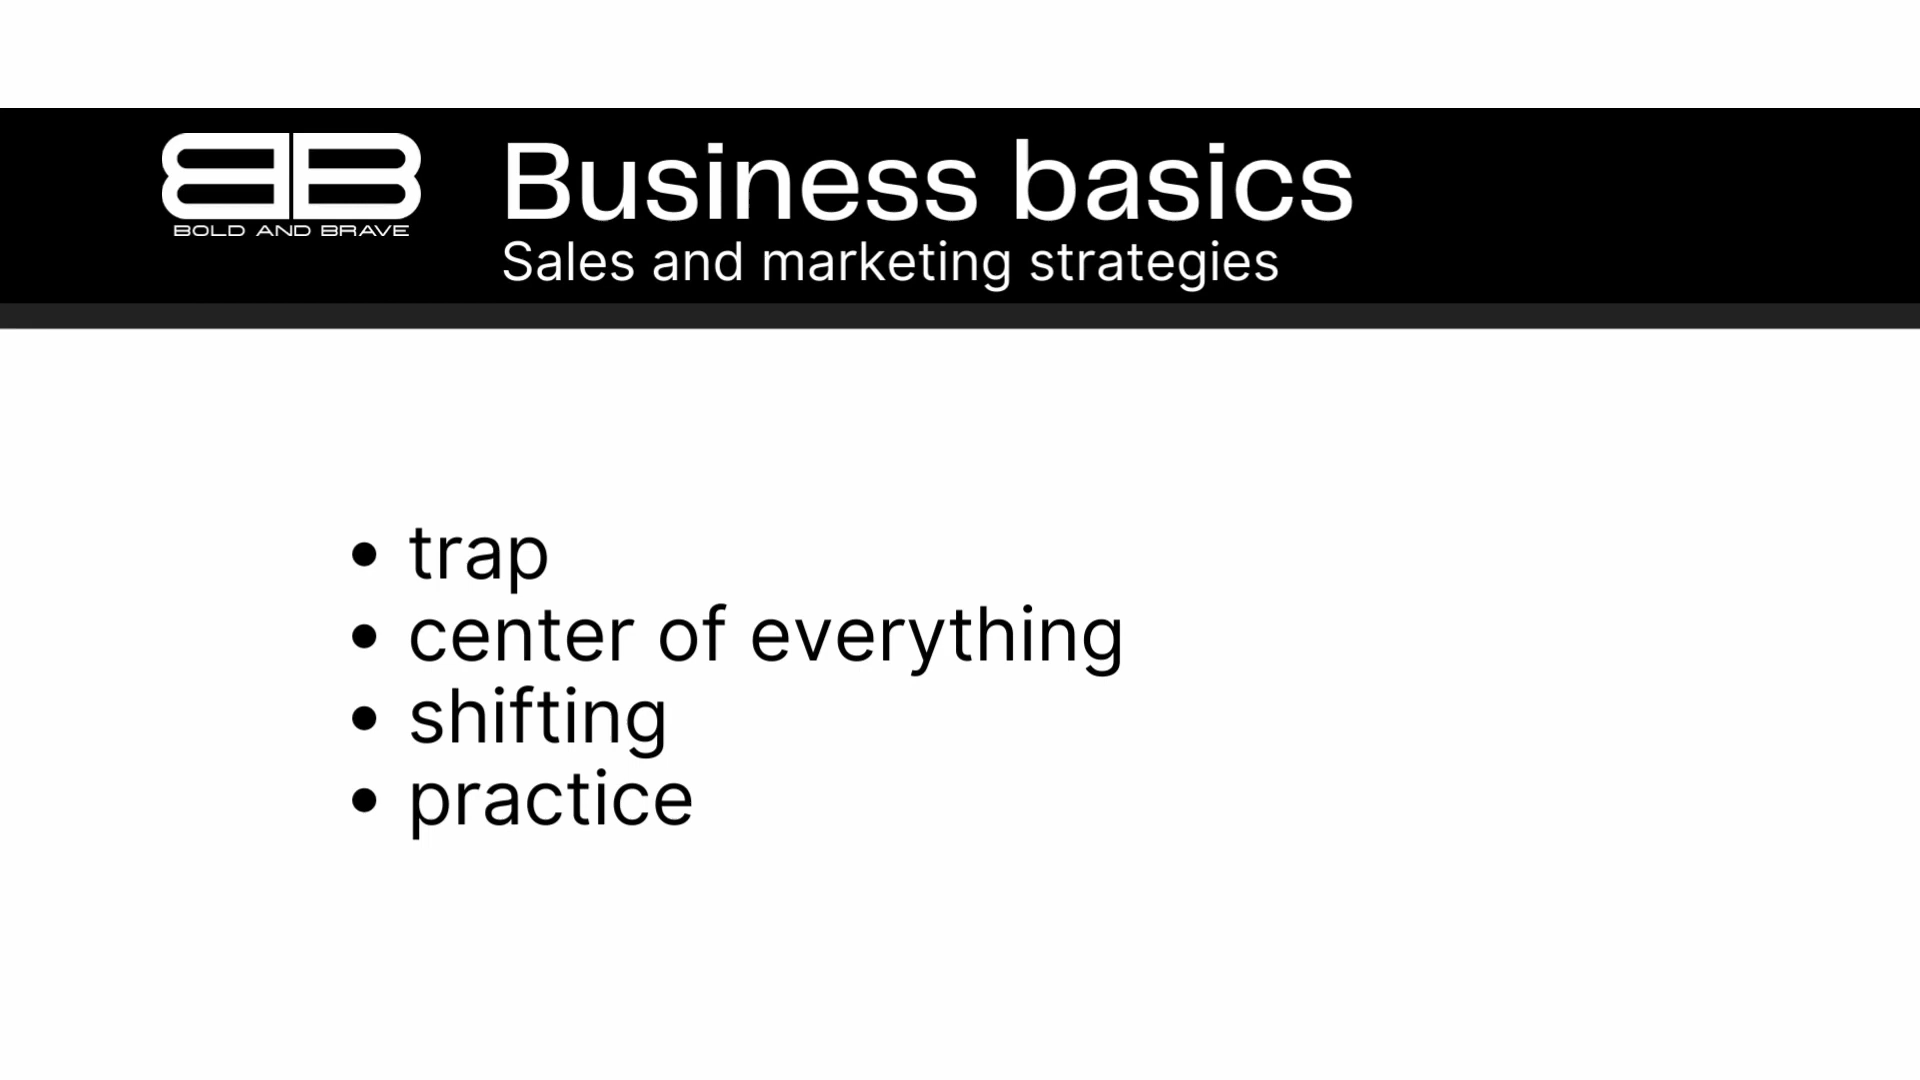 BOLD AND BRAVE
Business basics
Sales and marketing strategies
• trap
• center of everything
• shifting
• practice